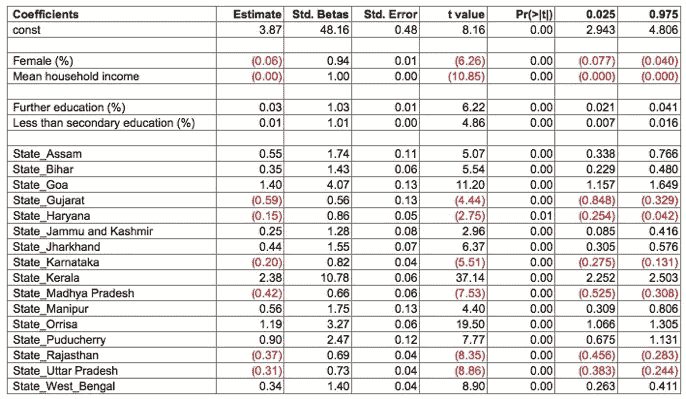 Coefficients Estimate Std. Betas Std. Error t value Pr(>|t|) 0.025 0.975
const 3.87 48.16 0.48 8.16 0.00 2.943 4.806
Female (%) (0.06) 0.94 0.01 (6.26) 0.00 (0.077) (0.040)
Mean household income (0.00) 1.00 0.00 (10.85) 0.00 (0.000) (0.000)
Further education (%) 0.03 1.03 0.01 6.22 0.00 0.021 0.041
Less than secondary education (%) 0.01 1.01 0.00 4.86 0.00 0.007 0.016
State_Assam 0.55 1.74 0.11 5.07 0.00 0.338 0.766
State_Bihar 0.35 1.43 0.06 5.54 0.00 0.229 0.480
State_Goa 1.40 4.07 0.13 11.20 0.00 1.157 1.649
State_Gujarat (0.59) 0.56 0.13 (4.44) 0.00 (0.848) (0.329)
State_Haryana (0.15) 0.86 0.05 (2.75) 0.01 (0.254) (0.042)
State_Jammu and Kashmir 0.25 1.28 0.08 2.96 0.00 0.085 0.416
State_Jharkhand 0.44 1.55 0.07 6.37 0.00 0.305 0.576
State_Karnataka (0.20) 0.82 0.04 (5.51) 0.00 (0.275) (0.131)
State_Kerala 2.38 10.78 0.06 37.14 0.00 2.252 2.503
State_Madhya Pradesh (0.42) 0.66 0.06 (7.53) 0.00 (0.525) (0.308)
State_Manipur 0.56 1.75 0.13 4.40 0.00 0.309 0.806
State_Orrisa 1.19 3.27 0.06 19.50 0.00 1.066 1.305
State_Puducherry 0.90 2.47 0.12 7.77 0.00 0.675 1.131
State_Rajasthan (0.37) 0.69 0.04 (8.35) 0.00 (0.456) (0.283)
State_Uttar Pradesh (0.31) 0.73 0.04 (8.86) 0.00 (0.383) (0.244)
State_West_Bengal 0.34 1.40 0.04 8.90 0.00 0.263 0.411